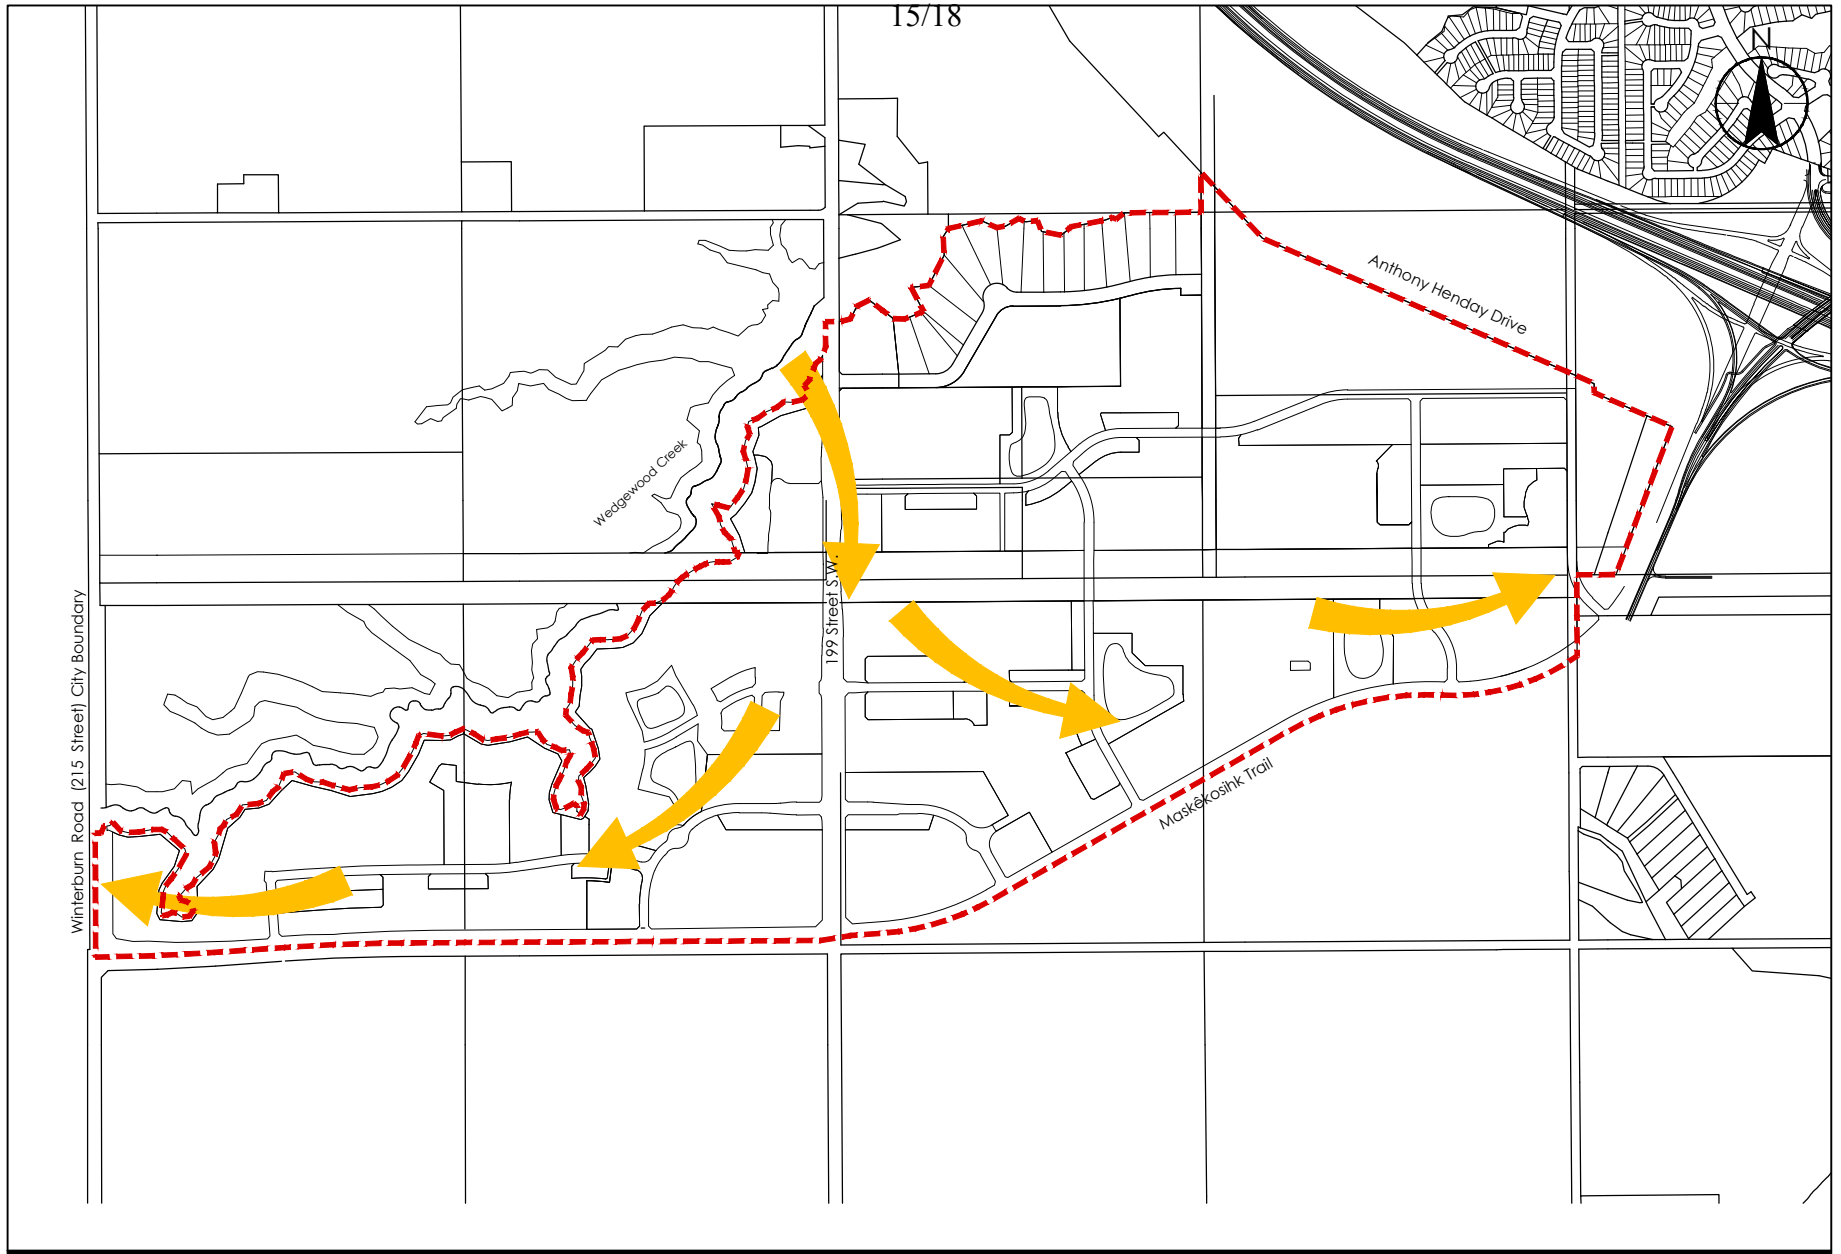 15/18
N
Anthony Henday Drive
Wedgewood Creek
199 Street S.W.
Winterburn Road (215 Street) City Boundary
Maskêkosihk Trail